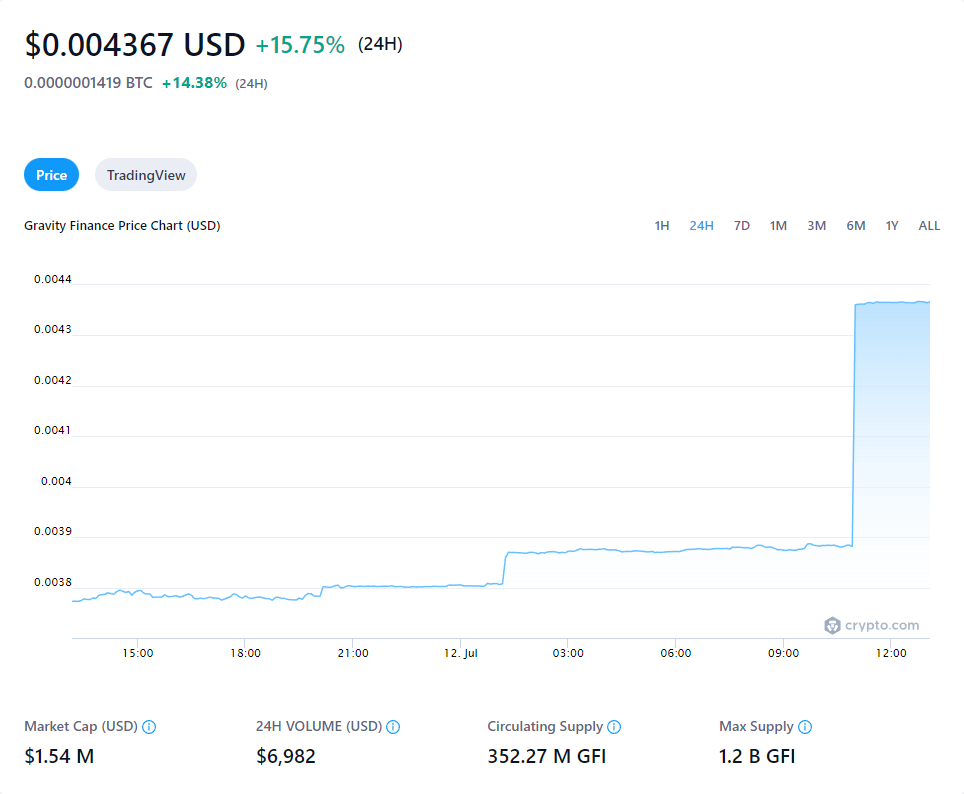 $0.004367 USD +15.75% (24H)
0.0000001419 BTC +14.38% (24H)
Price TradingView
Gravity Finance Price Chart (USD) 1H 24H 7D 1M 3M 6M 1Y ALL
0.0044
0.0043
0.0042
0.0041
0.004
0.0039
0.0038
crypto.com
15:00 18:00 21:00 12. Jul 03:00 06:00 09:00 12:00
Market Cap (USD) 24H VOLUME (USD) Circulating Supply Max Supply
$1.54 M $6,982 352.27 M GFI 1.2 B GFI